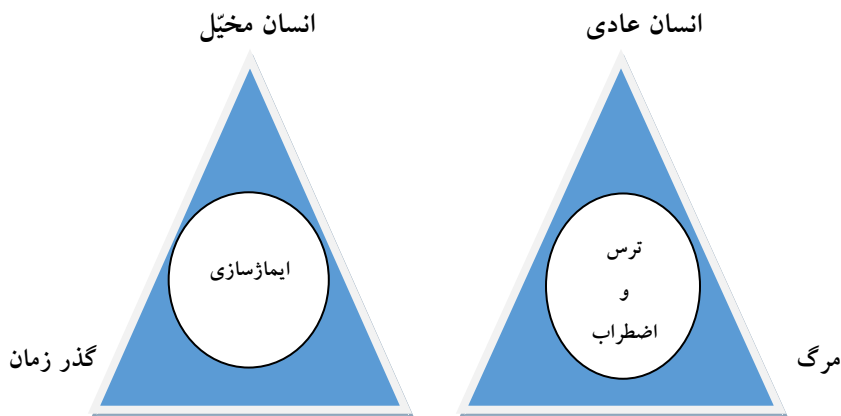 انسان عادی
انسان مخیّل
ترس
و
اضطراب
ایماژسازی
مرگ
گذر زمان